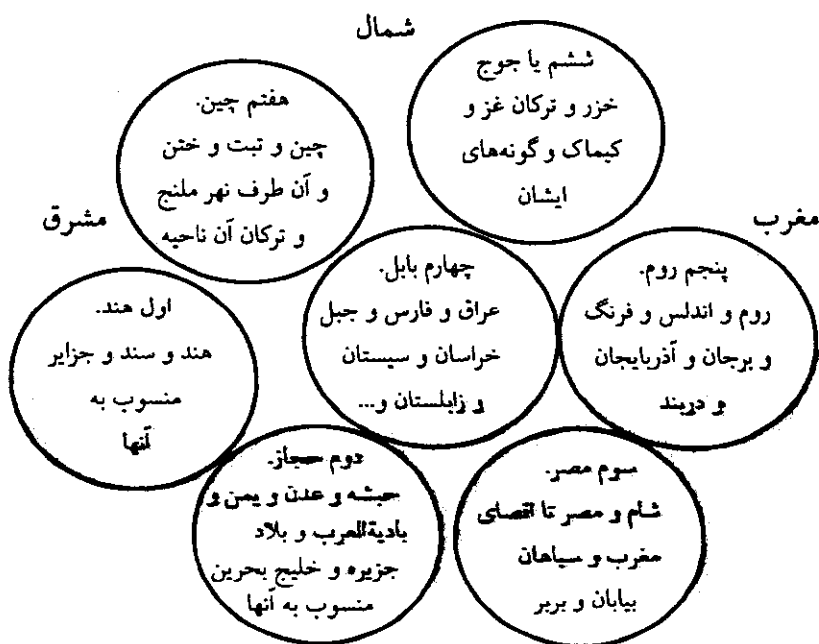 شمال
ششم یا جوج
خزر و ترکان غز و
کیماک و گونه‌های
ایشان
هفتم چین.
چین و تبت و ختن
و آن طرف نهر ملنج
و ترکان آن ناحیه
مغرب
مشرق
پنجم روم.
روم و اندلس و فرنگ
و برجان و آذربایجان
و دربند
چهارم بابل.
عراق و فارس و جبل
خراسان و سیستان
و زابلستان و...
اول هند.
هند و سند و جزایر
منسوب به
آنها
سوم مصر.
شام و مصر تا اقصای
مغرب و سیاهان
بیابان و بربر
دوم حجاز.
حبشه و عدن و یمن و
بادیةالعرب و بلاد
جزیره و خلیج بحرین
منسوب به آنها